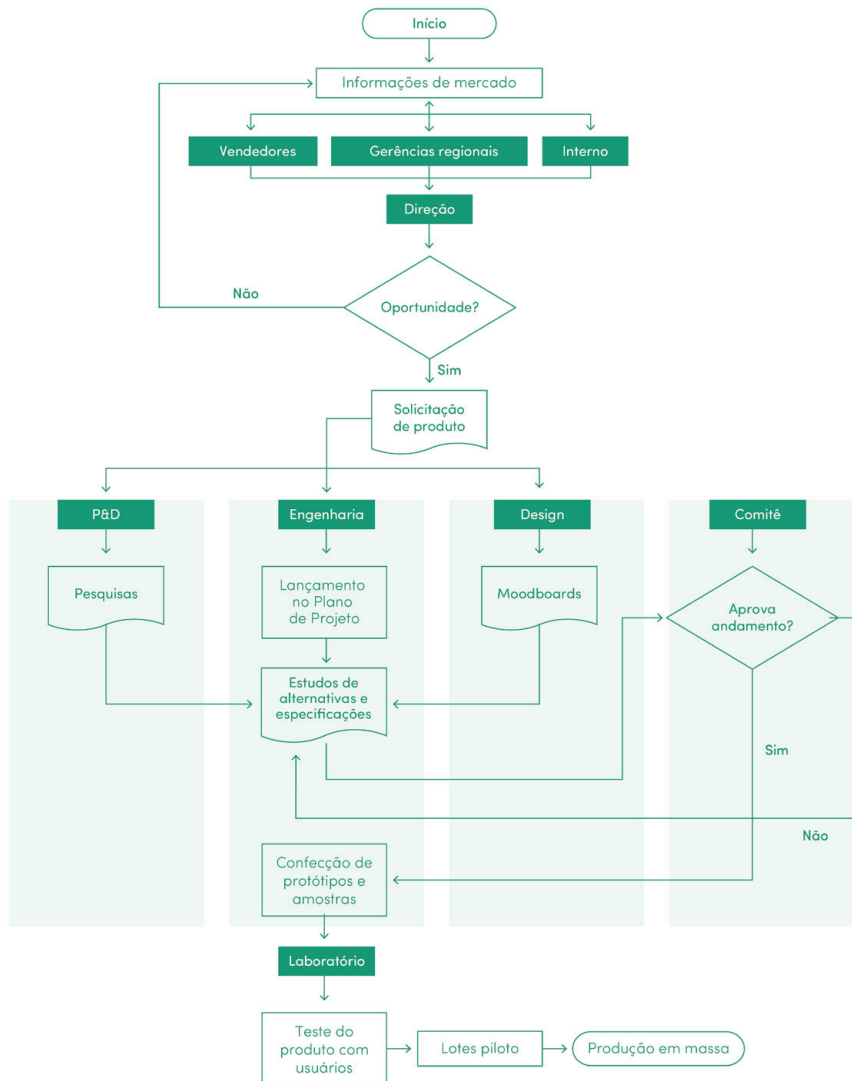 Início
Informações de mercado
Vendedores
Gerências regionais
Interno
Direção
Não
Oportunidade?
Sim
Solicitação
de produto
P&D
Engenharia
Design
Comitê
Pesquisas
Lançamento
no Plano
de Projeto
Moodboards
Aprova
andamento?
Estudos de
alternativas e
especificações
Sim
Não
Confecção de
protótipos e
amostras
Laboratório
Teste do
produto com
usuários
Lotes piloto
Produção em massa